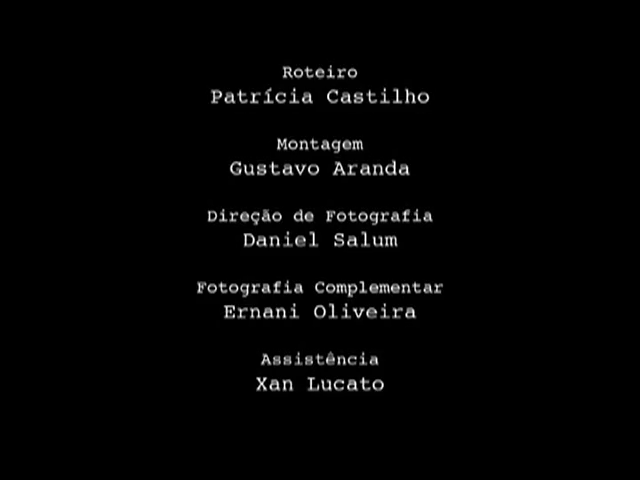 Roteiro
Patrícia Castilho
Montagem
Gustavo Aranda
Direção de Fotografia
Daniel Salum
Fotografia Complementar
Ernani Oliveira
Assistência
Xan Lucato